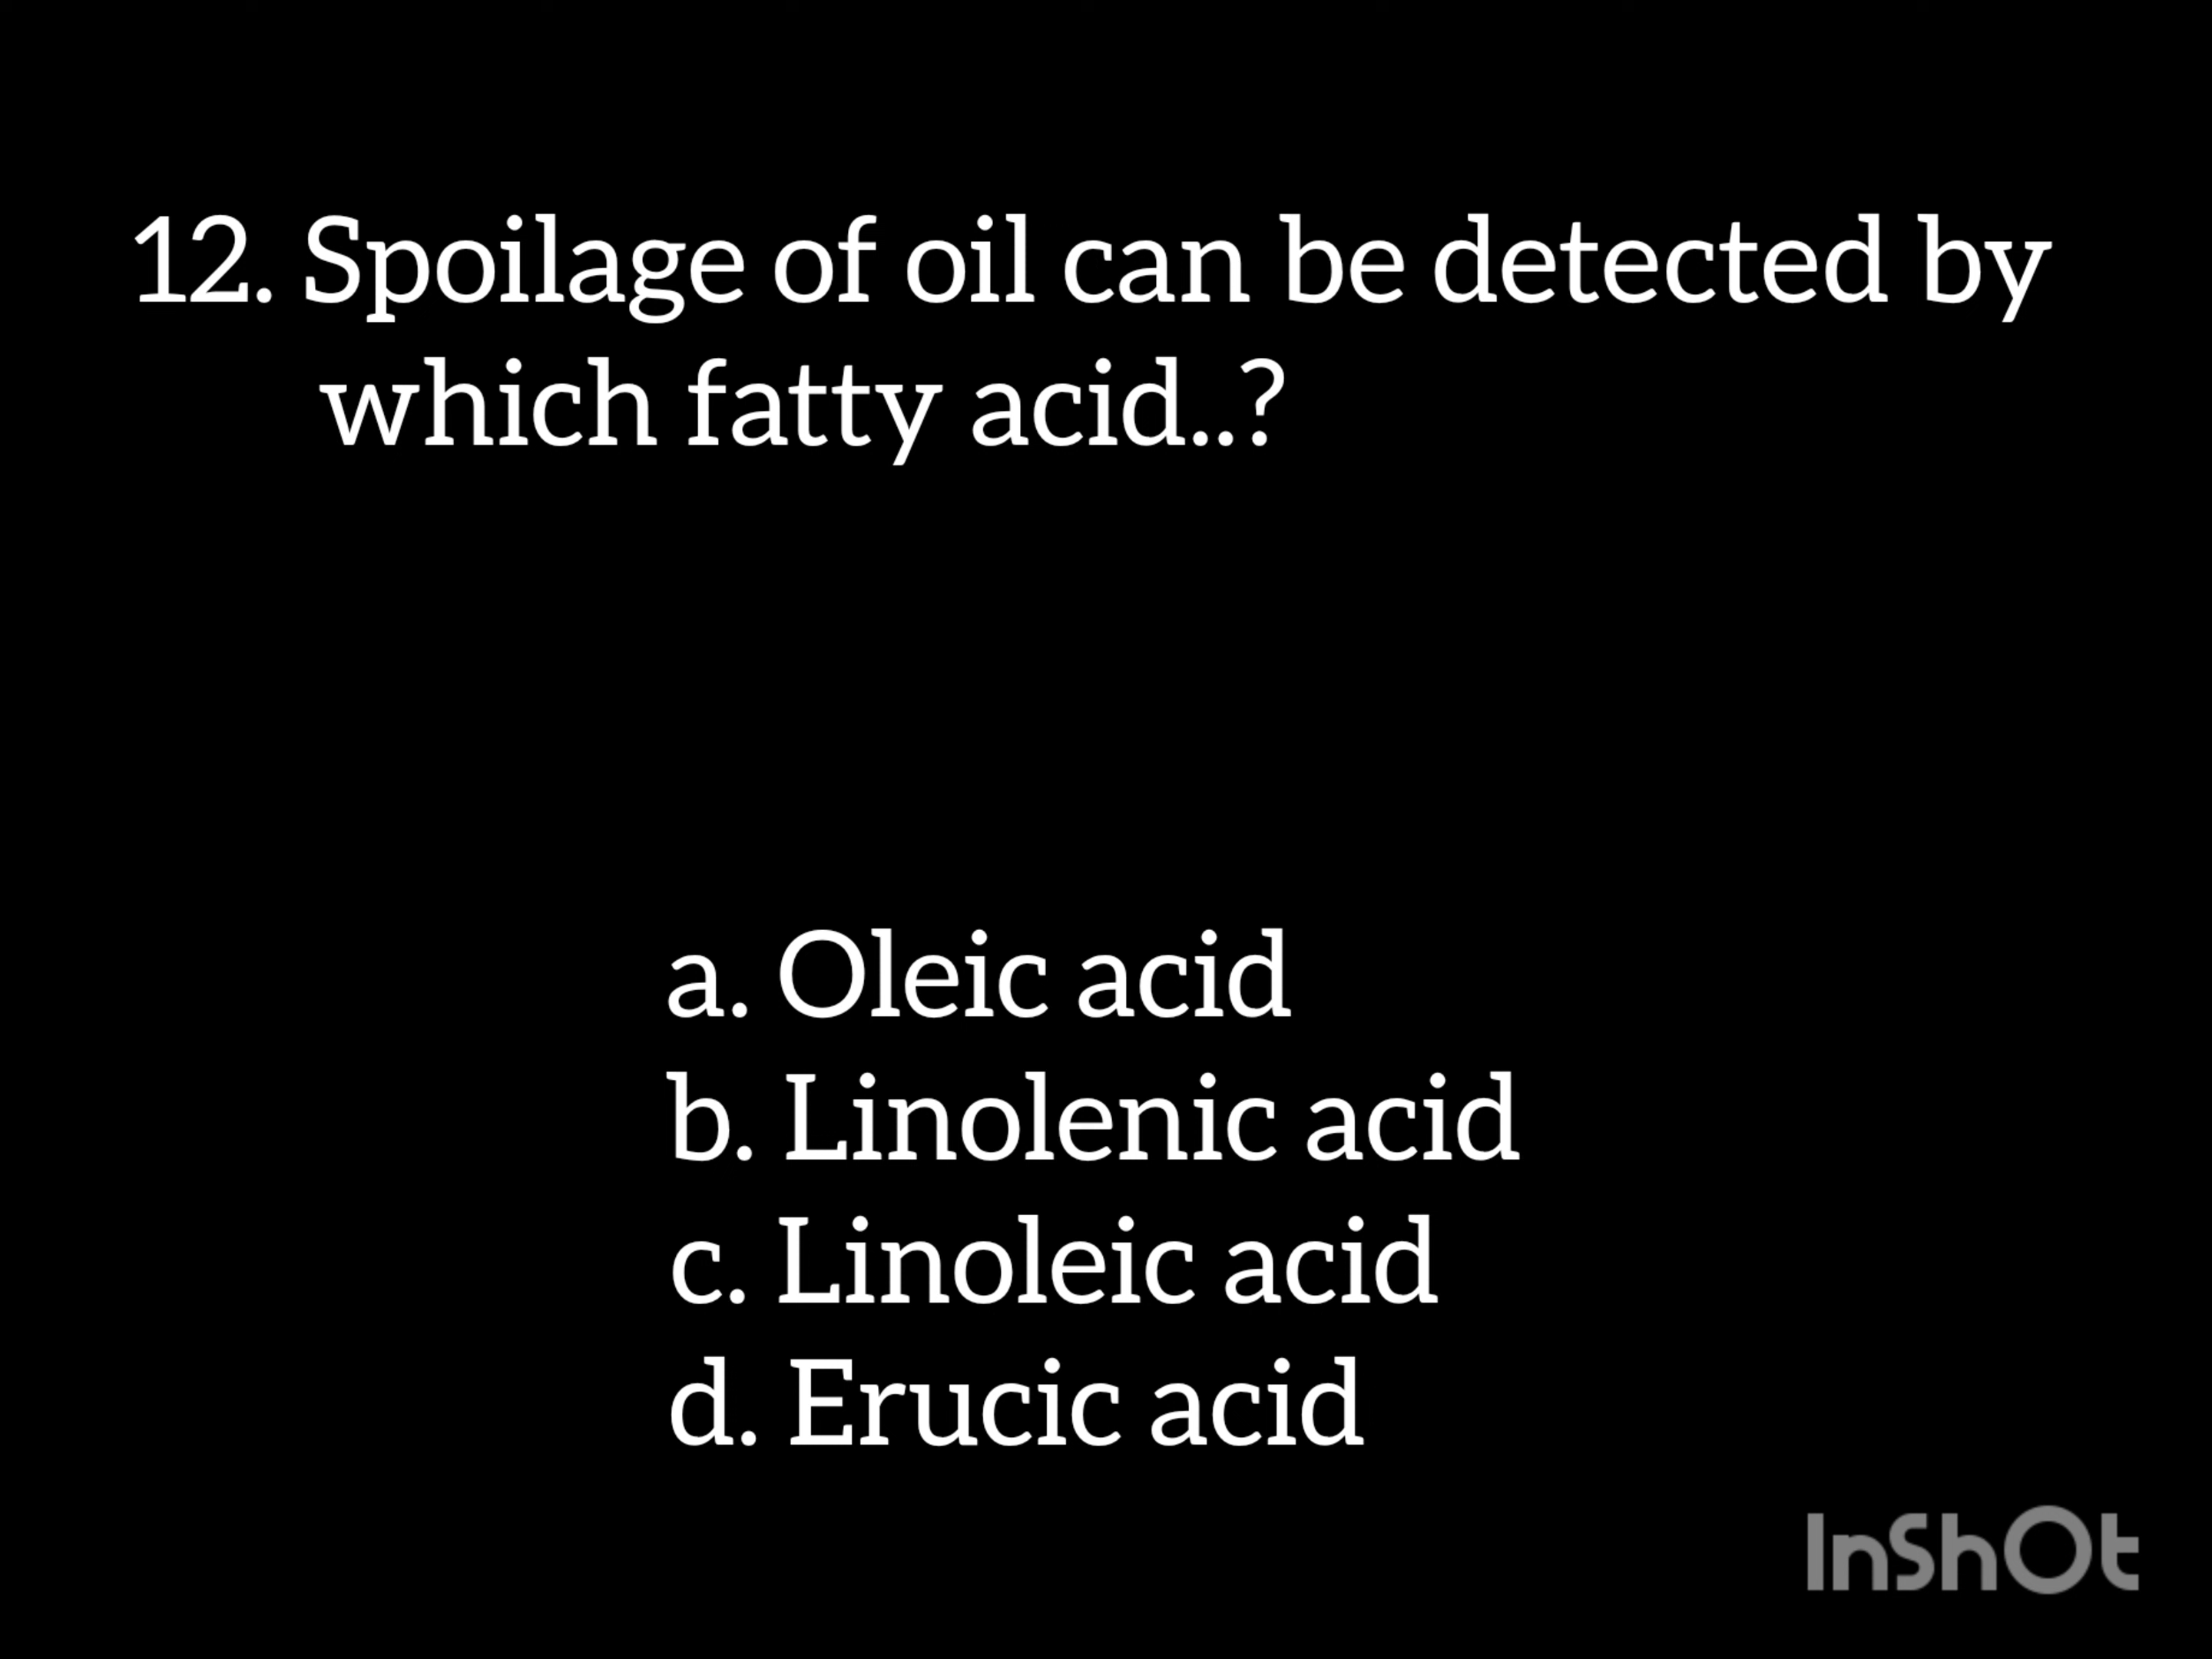 12. Spoilage of oil can be detected by
which fatty acid..?
a. Oleic acid
b. Linolenic acid
c. Linoleic acid
d. Erucic acid
InShOt